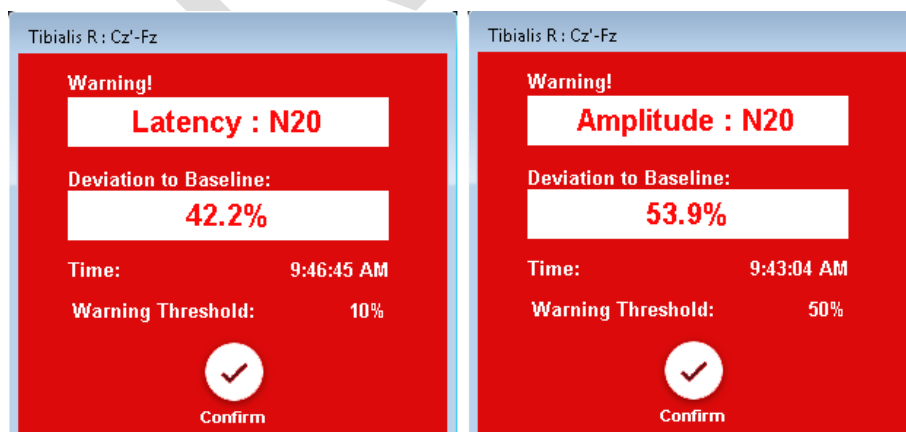 Tibialis R : Cz'-Fz
Warning!
Latency : N20
Deviation to Baseline:
42.2%
Time: 9:46:45 AM
Warning Threshold: 10%
Confirm
Tibialis R : Cz'-Fz
Warning!
Amplitude : N20
Deviation to Baseline:
53.9%
Time: 9:43:04 AM
Warning Threshold: 50%
Confirm